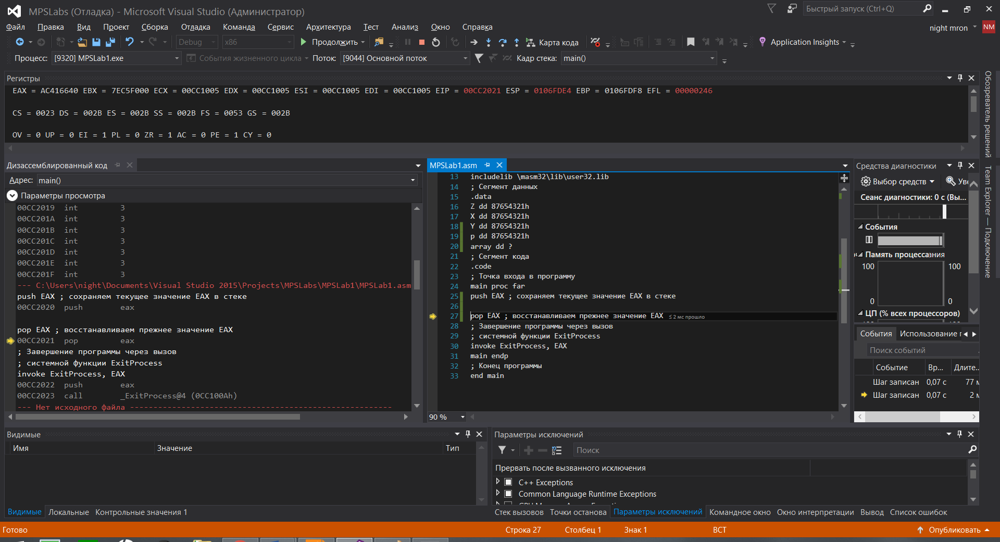 MPSLabs (Отладка) - Microsoft Visual Studio (Администратор)
Быстрый запуск (Ctrl+Q)
Файл Правка Вид Проект Сборка Отладка Команда Сервис Архитектура Тест Анализ Окно Справка
night mron NM
Debug x86 Продолжить Карта кода Application Insights
Процесс: [9320] MPSLab1.exe События жизненного цикла Поток: [9044] Основной поток Кадр стека: main()
Регистры
EAX = AC416640 EBX = 7EC5F000 ECX = 00CC1005 EDX = 00CC1005 ESI = 00CC1005 EDI = 00CC1005 EIP = 00CC2021 ESP = 0106FDE4 EBP = 0106FDF8 EFL = 00000246
CS = 0023 DS = 002B ES = 002B SS = 002B FS = 0053 GS = 002B
OV = 0 UP = 0 EI = 1 PL = 0 ZR = 1 AC = 0 PE = 1 CY = 0
Обозреватель решений
Team Explorer — Подключение
Дизассемблированный код
Адрес: main()
Параметры просмотра
00CC2019 int 3
00CC201A int 3
00CC201B int 3
00CC201C int 3
00CC201D int 3
00CC201E int 3
00CC201F int 3
--- C:\Users\night\Documents\Visual Studio 2015\Projects\MPSLabs\MPSLab1\MPSLab1.asm
push EAX ; сохраняем текущее значение EAX в стеке
00CC2020 push eax
pop EAX ; восстанавливаем прежнее значение EAX
00CC2021 pop eax
; Завершение программы через вызов
; системной функции ExitProcess
invoke ExitProcess, EAX
00CC2022 push eax
00CC2023 call _ExitProcess@4 (0CC100Ah)
--- Нет исходного файла --------------------------------------------------------
MPSLab1.asm
13 includelib \masm32\lib\user32.lib
14 ; Сегмент данных
15 .data
16 Z dd 87654321h
17 X dd 87654321h
18 Y dd 87654321h
19 p dd 87654321h
20 array dd ?
21 ; Сегмент кода
22 .code
23 ; Точка входа в программу
24 main proc far
25 push EAX ; сохраняем текущее значение EAX в стеке
26
27 pop EAX ; восстанавливаем прежнее значение EAX ≤ 2 мс прошло
28 ; Завершение программы через вызов
29 ; системной функции ExitProcess
30 invoke ExitProcess, EAX
31 main endp
32 ; Конец программы
33 end main
90 %
Средства диагностики
Выбор средств Уве
Сеанс диагностики: 0 с (Вы...
События
Память процесса
100 100
0 0
ЦП (% всех процессоров)
События Использование
Поиск событий
Событие Вр... Длите...
Шаг записан 0,07 с 77
Шаг записан 0,07 с 2
Видимые
Имя Значение Тип
Видимые Локальные Контрольные значения 1
Параметры исключений
Поиск
Прервать после вызванного исключения
C++ Exceptions
Common Language Runtime Exceptions
Стек вызовов Точки останова Параметры исключений Командное окно Окно интерпретации Вывод Список ошибок
Готово Строка 27 Столбец 1 Знак 1 ВСТ Опубликовать